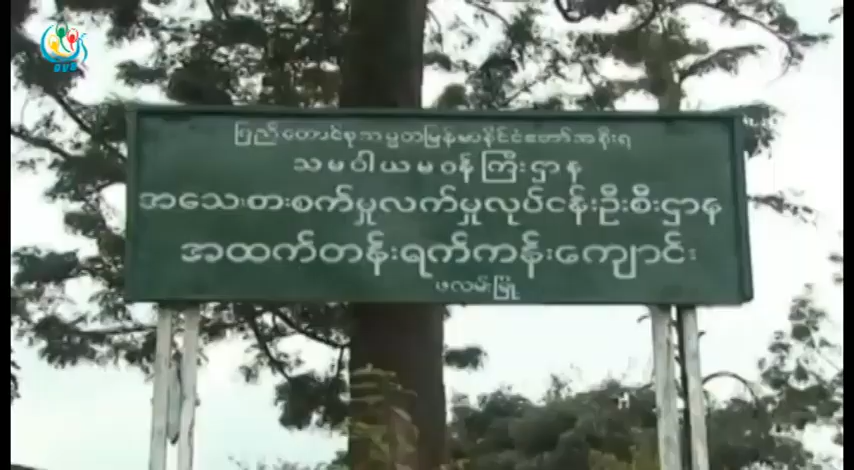 DVB
ပြည်ထောင်စုသမ္မတမြန်မာနိုင်ငံတော်အစိုးရ
သမဝါယမဝန်ကြီးဌာန
အသေးစားစက်မှုလက်မှုလုပ်ငန်းဦးစီးဌာန
အထက်တန်းရက်ကန်းကျောင်း
ဖလမ်းမြို့